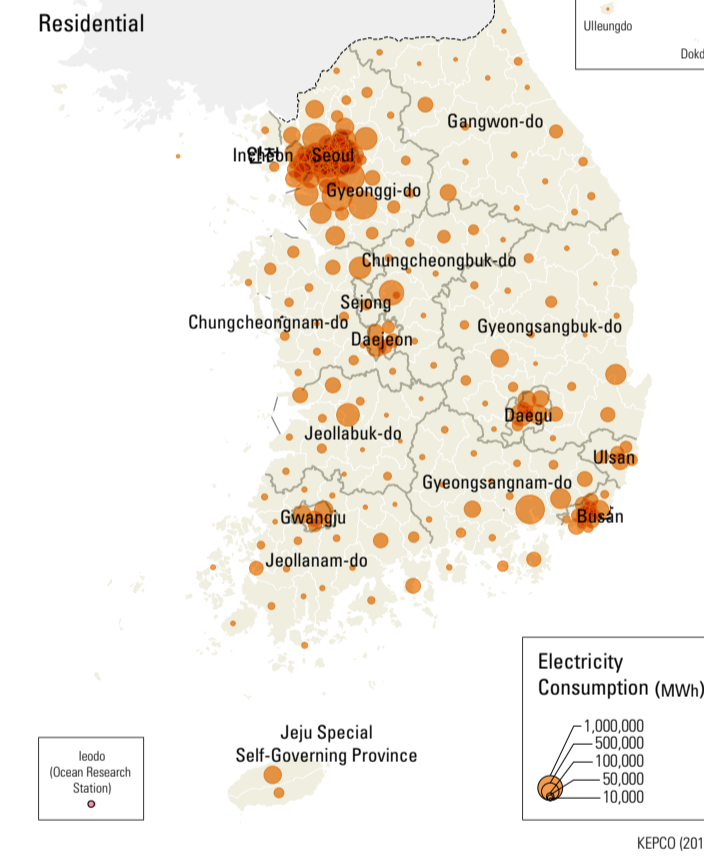 Residential
Ulleungdo
Gangwon-do
Seoul
Gyeonggi-do
Chungcheongbuk-do
Sejong
Chungcheongnam-do
Daejeon
Gyeongsangbuk-do
Daegu
Jeollabuk-do
Ulsan
Gyeongsangnam-do
Gwangju
Busan
Jeollanam-do
Electricity
Consumption (MWh)
1,000,000
500,000
100,000
50,000
10,000
Jeju Special
Self-Governing Province
Ieodo
(Ocean Research
Station)
KEPCO (201